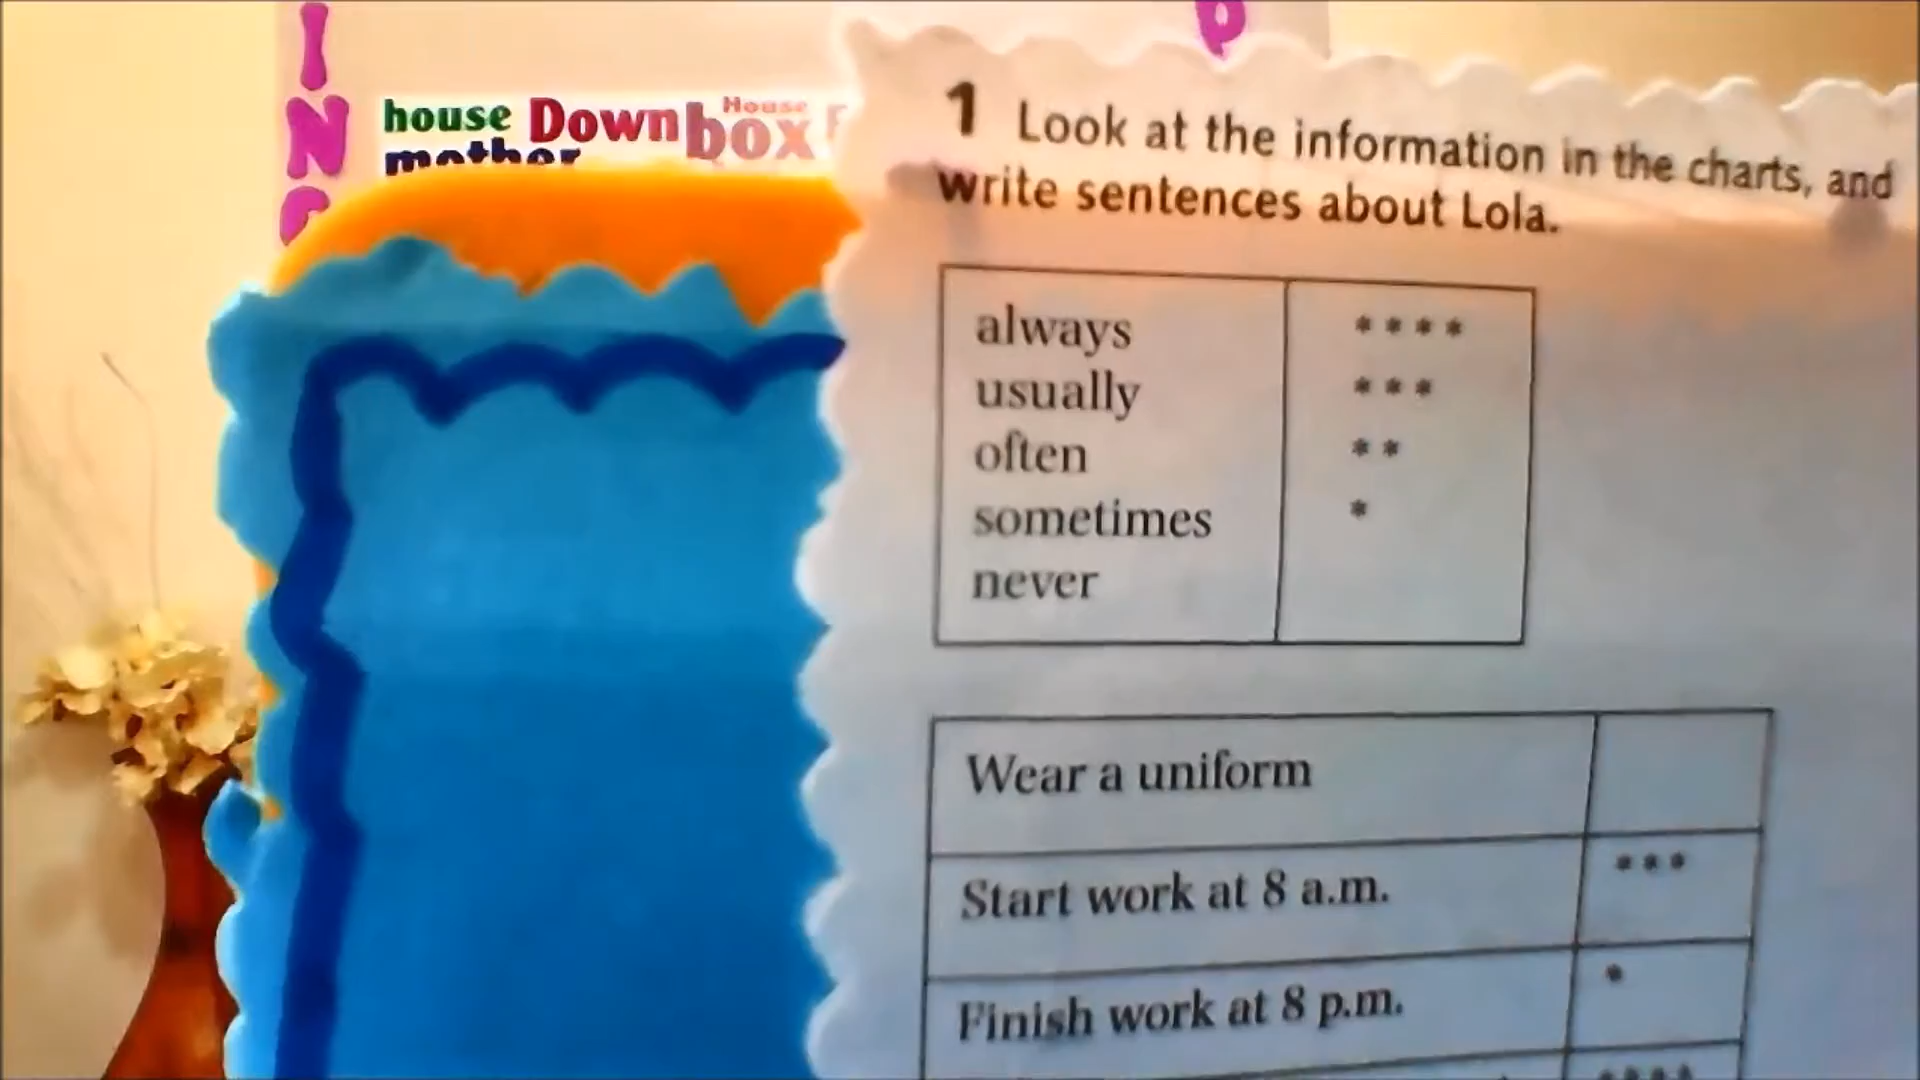 house Down box House
mother
1 Look at the information in the charts, and
write sentences about Lola.
always ****
usually ***
often **
sometimes *
never
Wear a uniform
Start work at 8 a.m. ***
Finish work at 8 p.m. *
****